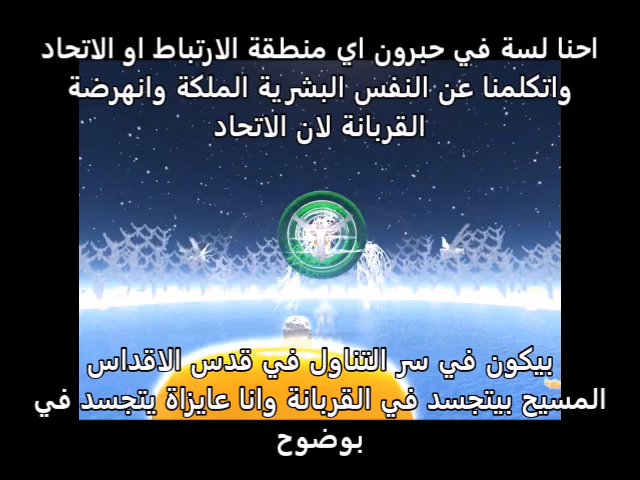 احنا لسة في حبرون اي منطقة الارتباط او الاتحاد
واتكلمنا عن النفس البشرية الملكة وانهرضة
القربانة لان الاتحاد
بيكون في سر التناول في قدس الاقداس
المسيح بيتجسد في القربانة وانا عايزاة يتجسد في
بوضوح